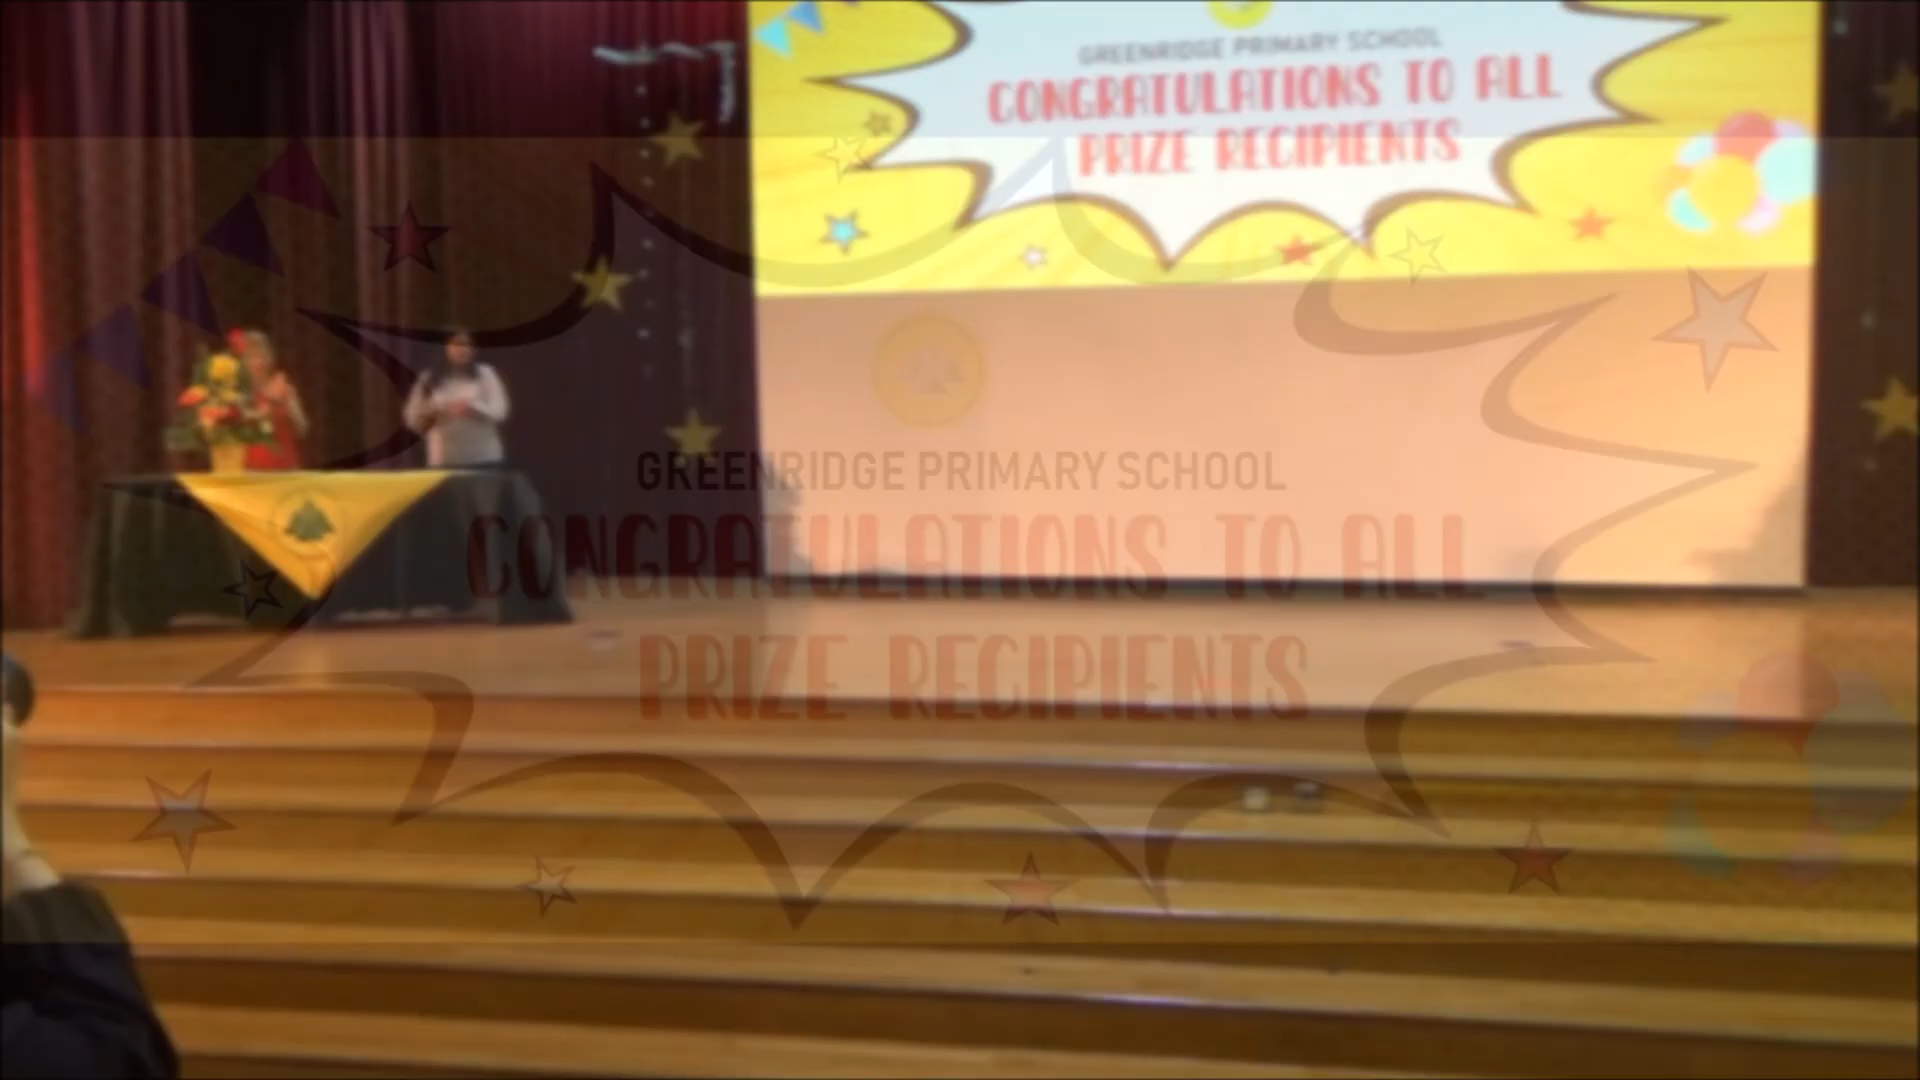 GREENRIDGE PRIMARY SCHOOL
CONGRATULATIONS TO ALL
PRIZE RECIPIENTS
GREENRIDGE PRIMARY SCHOOL
CONGRATULATIONS TO ALL
PRIZE RECIPIENTS